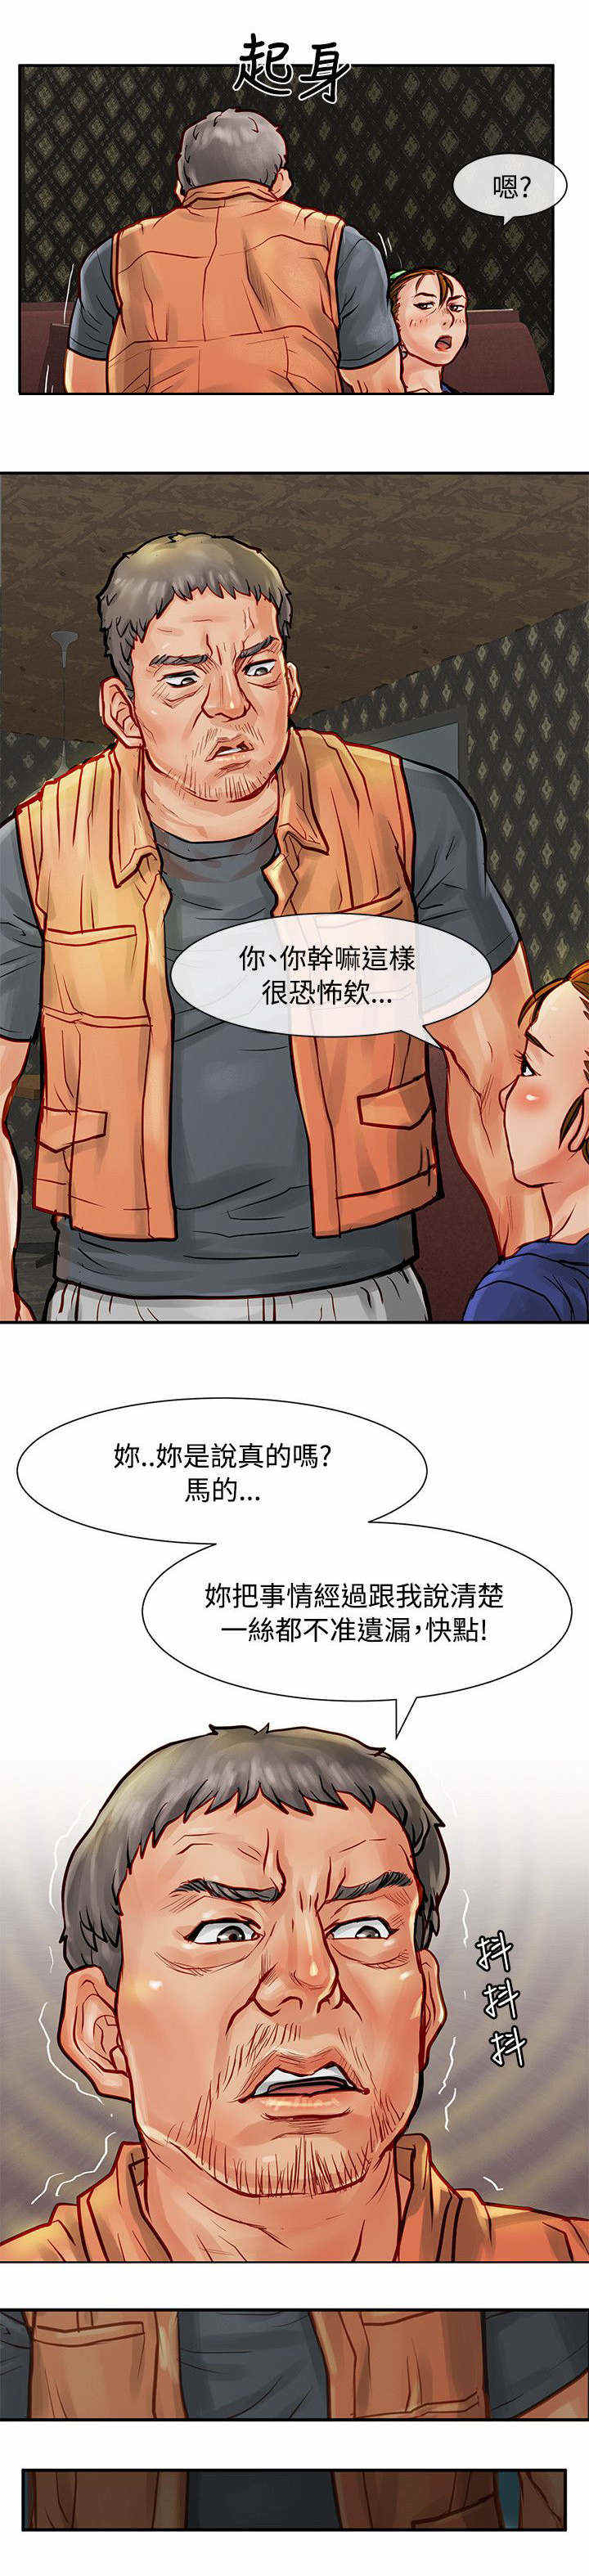 起身
嗯?
你、你幹嘛這樣
很恐怖欸...
妳..妳是說真的嗎?
馬的...
妳把事情經過跟我說清楚
一絲都不准遺漏,快點!
抖
抖
抖